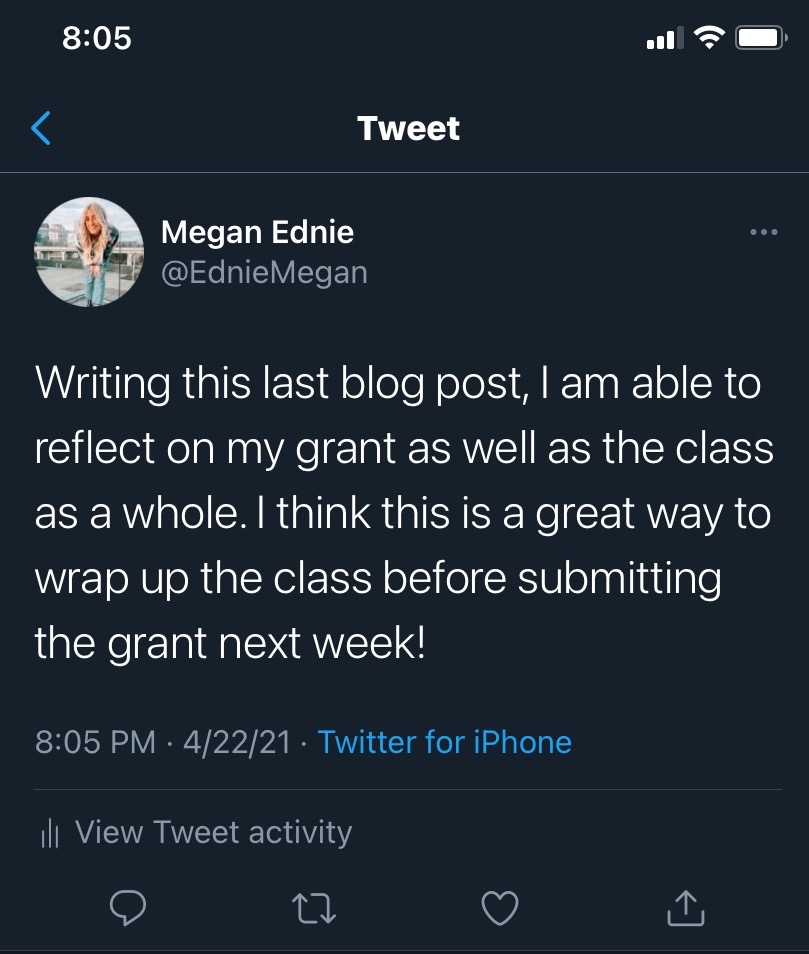 8:05
Tweet
Megan Ednie
@EdnieMegan
Writing this last blog post, I am able to
reflect on my grant as well as the class
as a whole. I think this is a great way to
wrap up the class before submitting
the grant next week!
8:05 PM · 4/22/21 · Twitter for iPhone
View Tweet activity